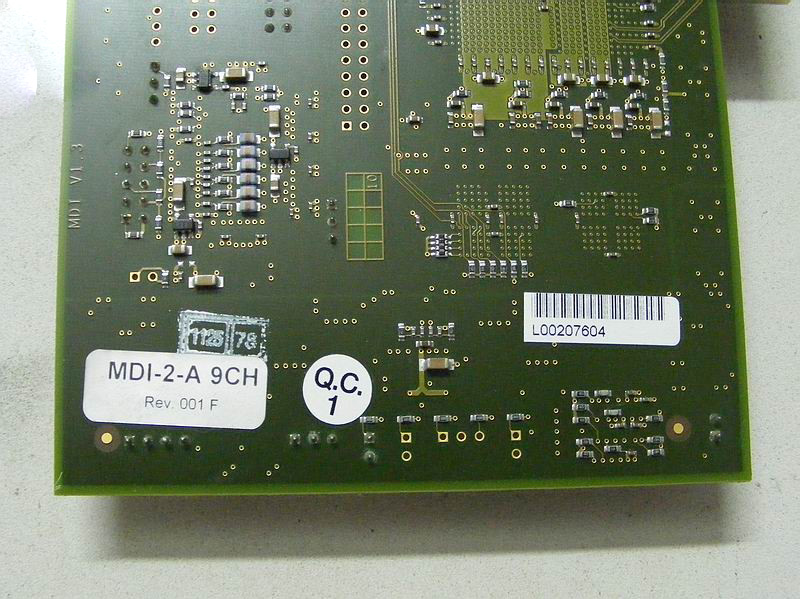 MDI V1.3
10
L00207604
1125 78
MDI-2-A 9CH
Rev. 001 F
Q.C.
1